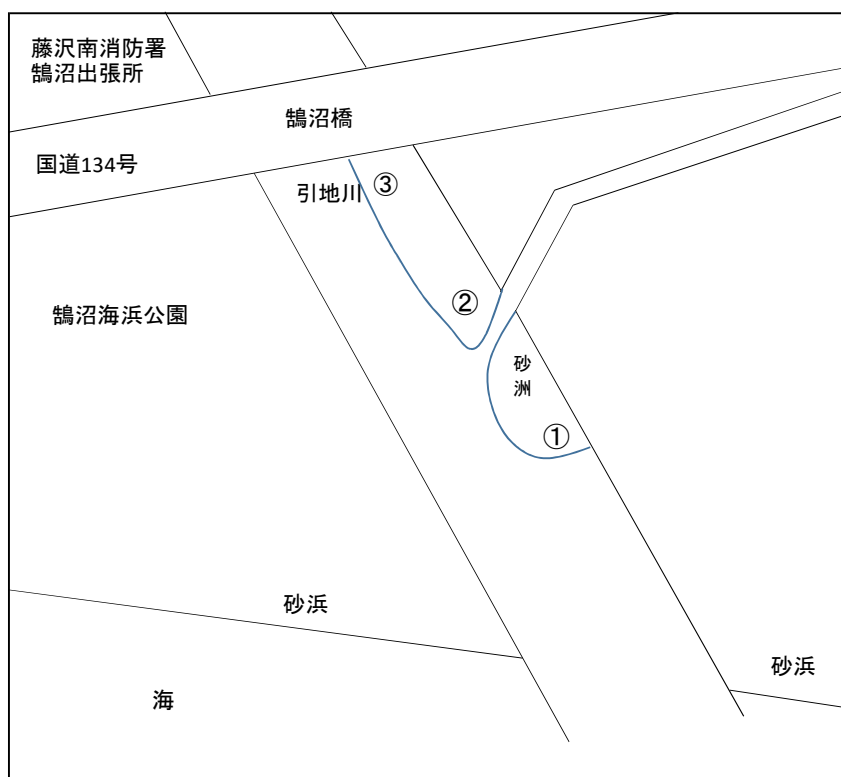 藤沢南消防署
鵠沼出張所
鵠沼橋
国道134号
引地川
③
②
鵠沼海浜公園
砂
洲
①
砂浜
砂浜
海